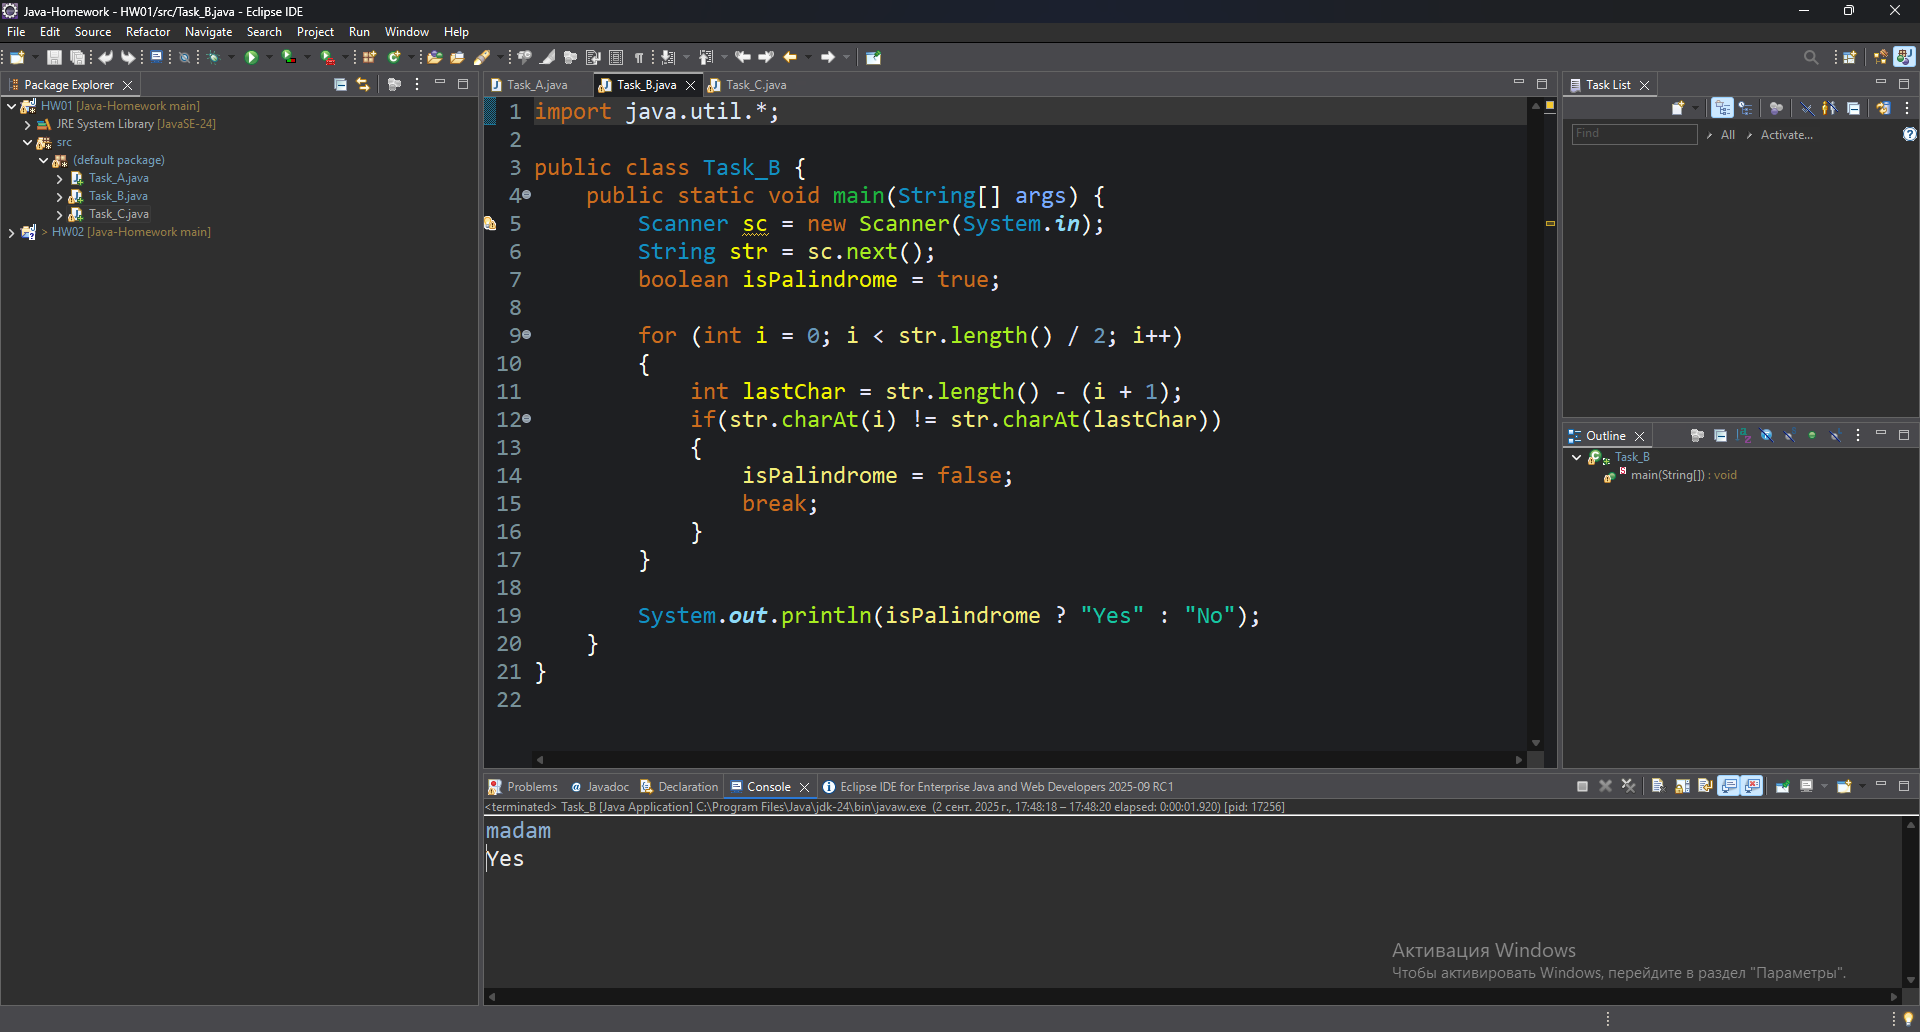 Java-Homework - HW01/src/Task_B.java - Eclipse IDE
File Edit Source Refactor Navigate Search Project Run Window Help
Package Explorer
HW01 [Java-Homework main]
JRE System Library [JavaSE-24]
src
(default package)
Task_A.java
Task_B.java
Task_C.java
> HW02 [Java-Homework main]
Task_A.java Task_B.java Task_C.java
1 import java.util.*;
2
3 public class Task_B {
4     public static void main(String[] args) {
5         Scanner sc = new Scanner(System.in);
6         String str = sc.next();
7         boolean isPalindrome = true;
8
9         for (int i = 0; i < str.length() / 2; i++)
10         {
11             int lastChar = str.length() - (i + 1);
12             if(str.charAt(i) != str.charAt(lastChar))
13             {
14                 isPalindrome = false;
15                 break;
16             }
17         }
18
19         System.out.println(isPalindrome ? "Yes" : "No");
20     }
21 }
22
Task List
Find All Activate...
Outline
Task_B
main(String[]) : void
Problems Javadoc Declaration Console Eclipse IDE for Enterprise Java and Web Developers 2025-09 RC1
<terminated> Task_B [Java Application] C:\Program Files\Java\jdk-24\bin\javaw.exe (2 сент. 2025 г., 17:48:18 – 17:48:20 elapsed: 0:00:01.920) [pid: 17256]
madam
Yes
Активация Windows
Чтобы активировать Windows, перейдите в раздел "Параметры".